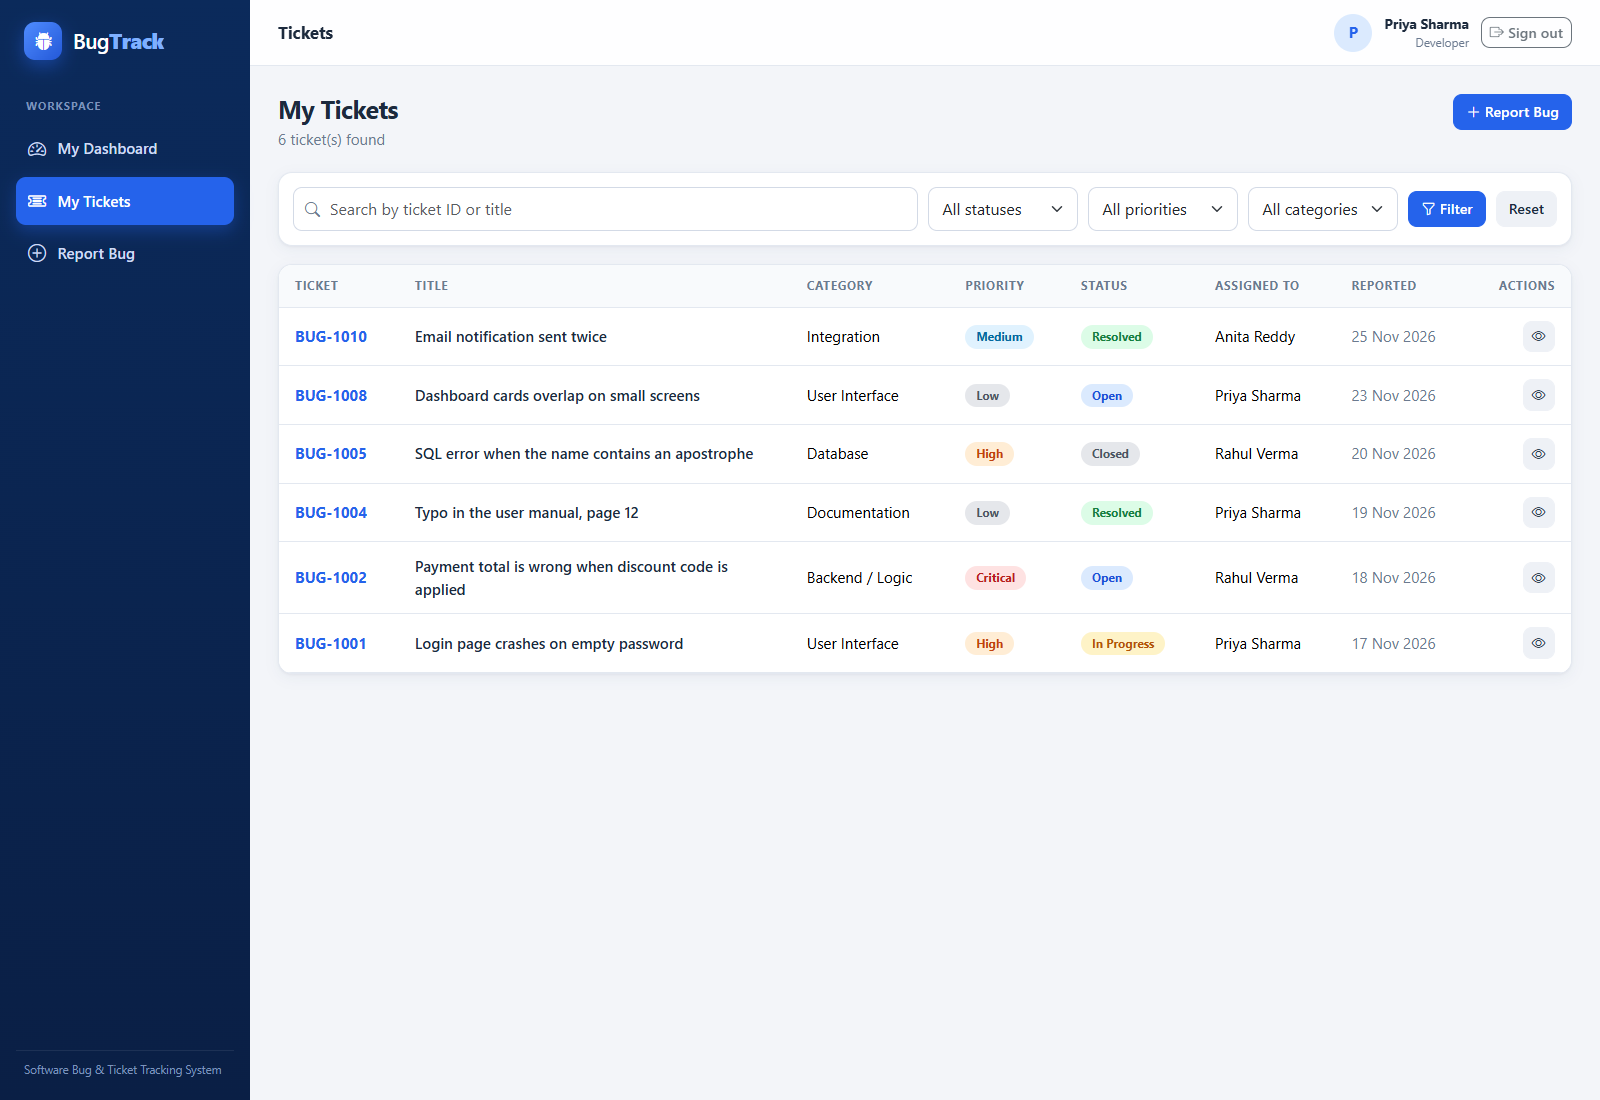 BugTrack
WORKSPACE
My Dashboard
My Tickets
Report Bug
Software Bug & Ticket Tracking System
Tickets
P
Priya Sharma
Developer
Sign out
My Tickets
6 ticket(s) found
+ Report Bug
Search by ticket ID or title
All statuses
All priorities
All categories
Filter
Reset
TICKET TITLE CATEGORY PRIORITY STATUS ASSIGNED TO REPORTED ACTIONS
BUG-1010 Email notification sent twice Integration Medium Resolved Anita Reddy 25 Nov 2026
BUG-1008 Dashboard cards overlap on small screens User Interface Low Open Priya Sharma 23 Nov 2026
BUG-1005 SQL error when the name contains an apostrophe Database High Closed Rahul Verma 20 Nov 2026
BUG-1004 Typo in the user manual, page 12 Documentation Low Resolved Priya Sharma 19 Nov 2026
BUG-1002 Payment total is wrong when discount code is
applied Backend / Logic Critical Open Rahul Verma 18 Nov 2026
BUG-1001 Login page crashes on empty password User Interface High In Progress Priya Sharma 17 Nov 2026